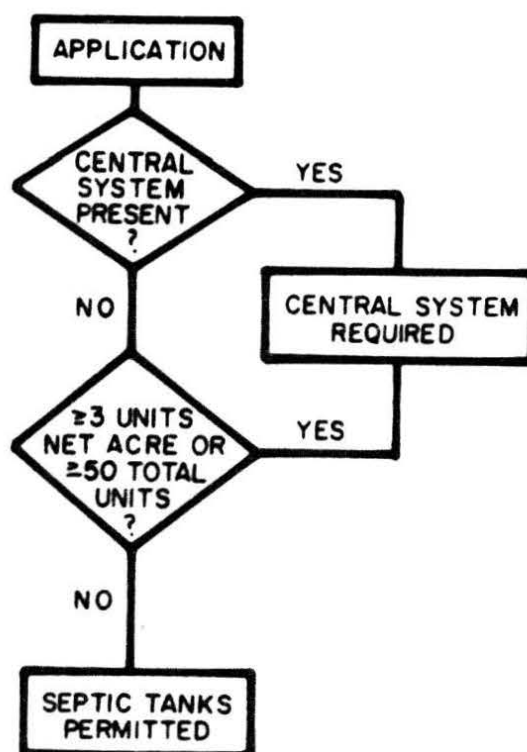 APPLICATION
CENTRAL
SYSTEM
PRESENT
?
YES
NO
CENTRAL SYSTEM
REQUIRED
≥3 UNITS
NET ACRE OR
≥50 TOTAL
UNITS
?
YES
NO
SEPTIC TANKS
PERMITTED